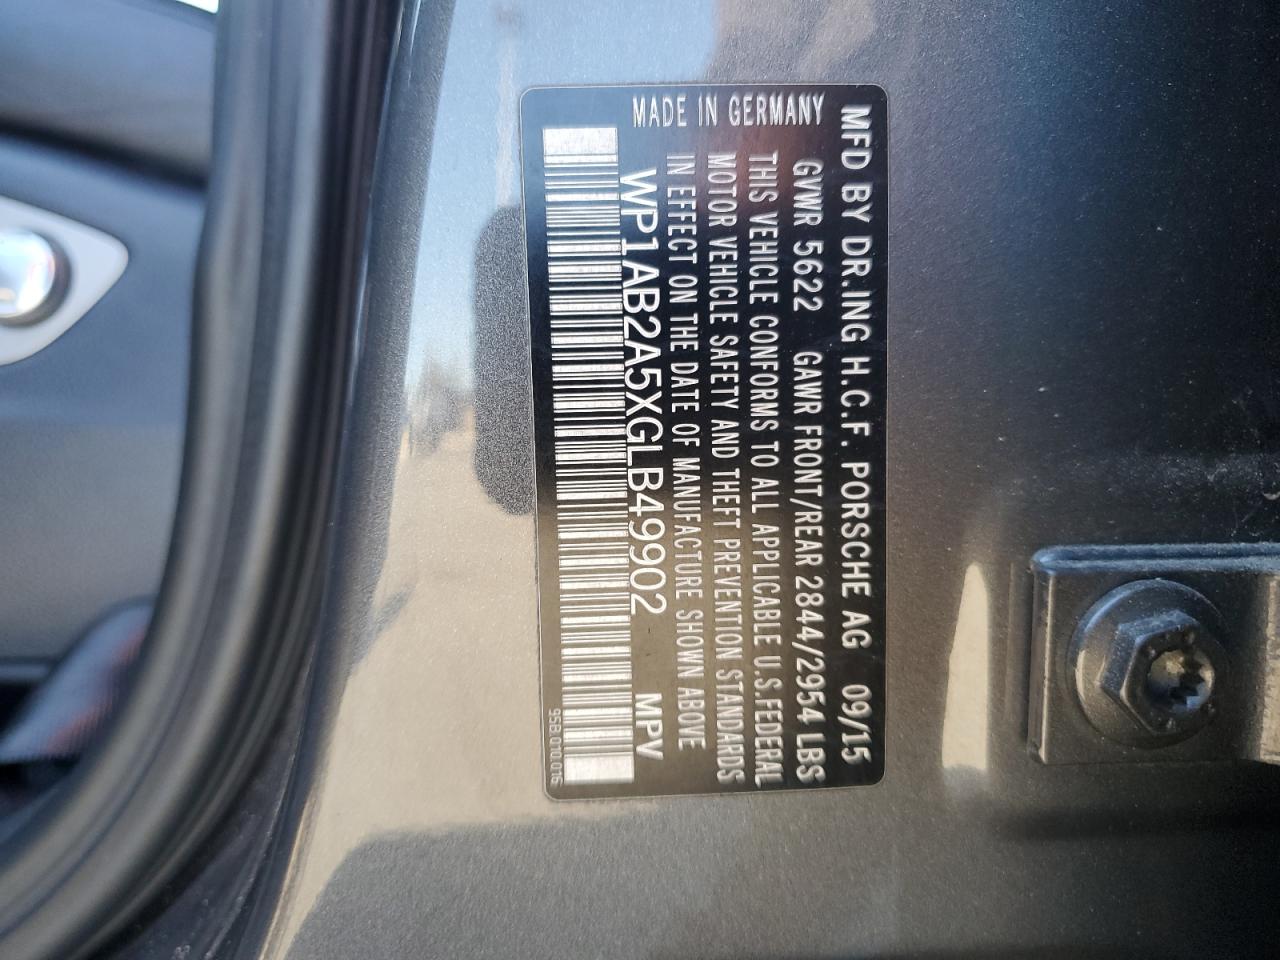 MFD BY DR.ING H.C.F. PORSCHE AG 09/15
GVWR 5622 GAWR FRONT/REAR 2844/2954 LBS
THIS VEHICLE CONFORMS TO ALL APPLICABLE U.S.FEDERAL
MOTOR VEHICLE SAFETY AND THEFT PREVENTION STANDARDS
IN EFFECT ON THE DATE OF MANUFACTURE SHOWN ABOVE
MADE IN GERMANY
WP1AB2A5XGLB49902 MPV
95B.010.016